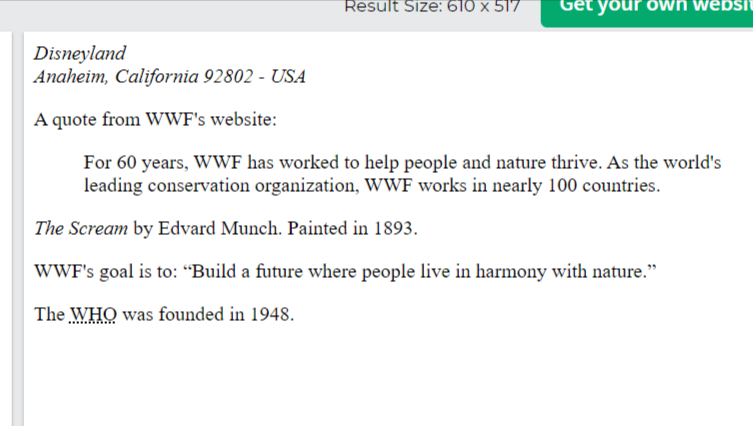 Result Size: 610 x 517
Get your own websit
Disneyland
Anaheim, California 92802 - USA
A quote from WWF's website:
For 60 years, WWF has worked to help people and nature thrive. As the world's
leading conservation organization, WWF works in nearly 100 countries.
The Scream by Edvard Munch. Painted in 1893.
WWF's goal is to: “Build a future where people live in harmony with nature.”
The WHO was founded in 1948.